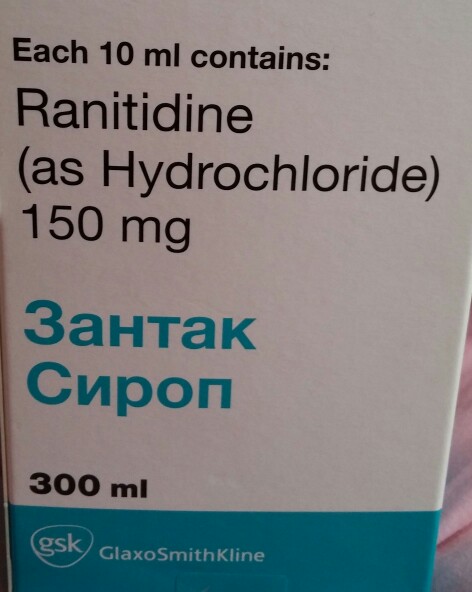 Each 10 ml contains:
Ranitidine
(as Hydrochloride)
150 mg
Зантак
Сироп
300 ml
gsk GlaxoSmithKline